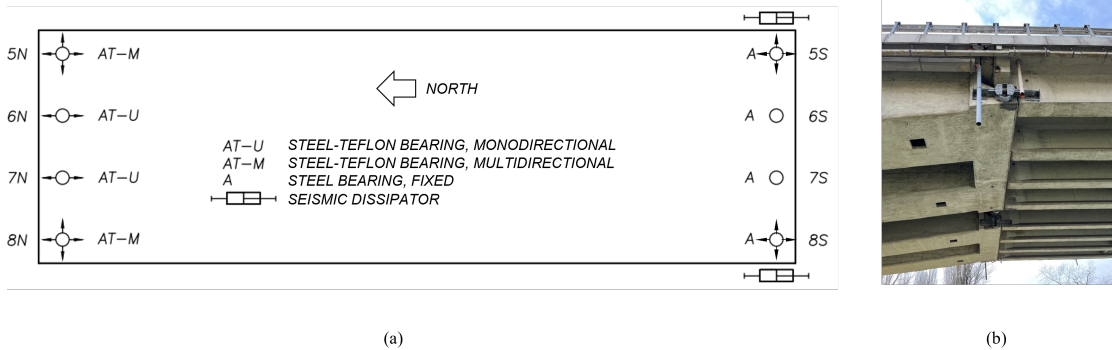 5N AT-M A 5S
NORTH
6N AT-U A 6S
AT-U STEEL-TEFLON BEARING, MONODIRECTIONAL
AT-M STEEL-TEFLON BEARING, MULTIDIRECTIONAL
A STEEL BEARING, FIXED
SEISMIC DISSIPATOR
7N AT-U A 7S
8N AT-M A 8S
(a) (b)